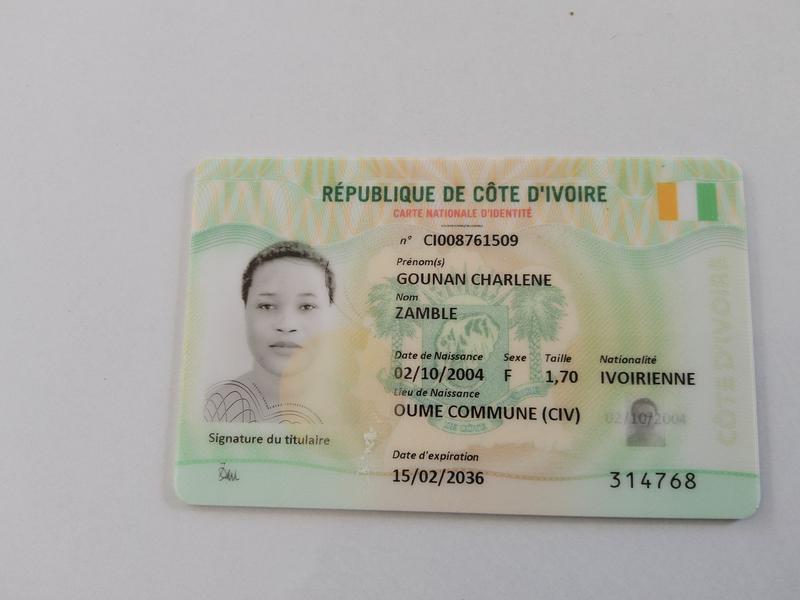 RÉPUBLIQUE DE CÔTE D'IVOIRE
CARTE NATIONALE D'IDENTITÉ
n° CI008761509
Prénom(s)
GOUNAN CHARLENE
Nom
ZAMBLE
Date de Naissance Sexe Taille Nationalité
02/10/2004 F 1,70 IVOIRIENNE
Lieu de Naissance
OUME COMMUNE (CIV)
02/10/2004
CÔTE D'IVOIRE
Signature du titulaire
Date d'expiration
15/02/2036
314768